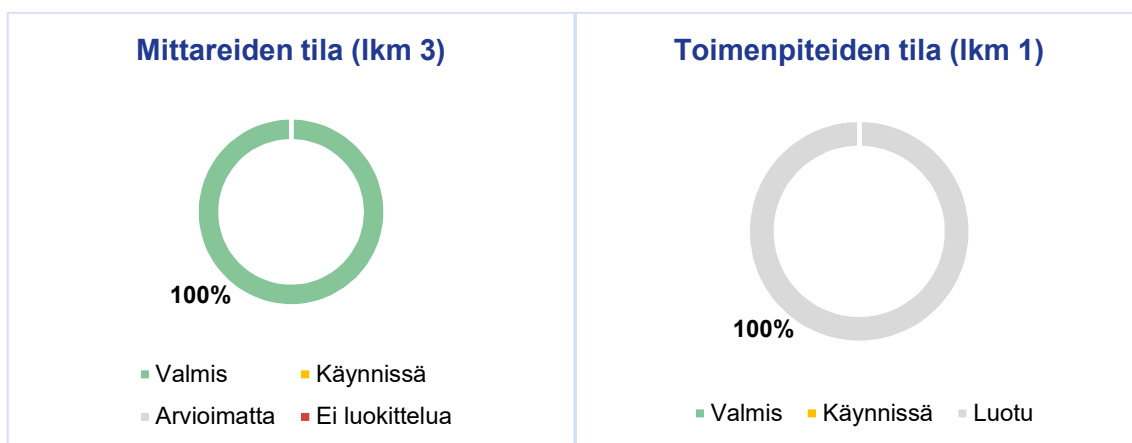 Mittareiden tila (lkm 3)
100%
Valmis
Käynnissä
Arvioimatta
Ei luokittelua
Toimenpiteiden tila (lkm 1)
100%
Valmis
Käynnissä
Luotu